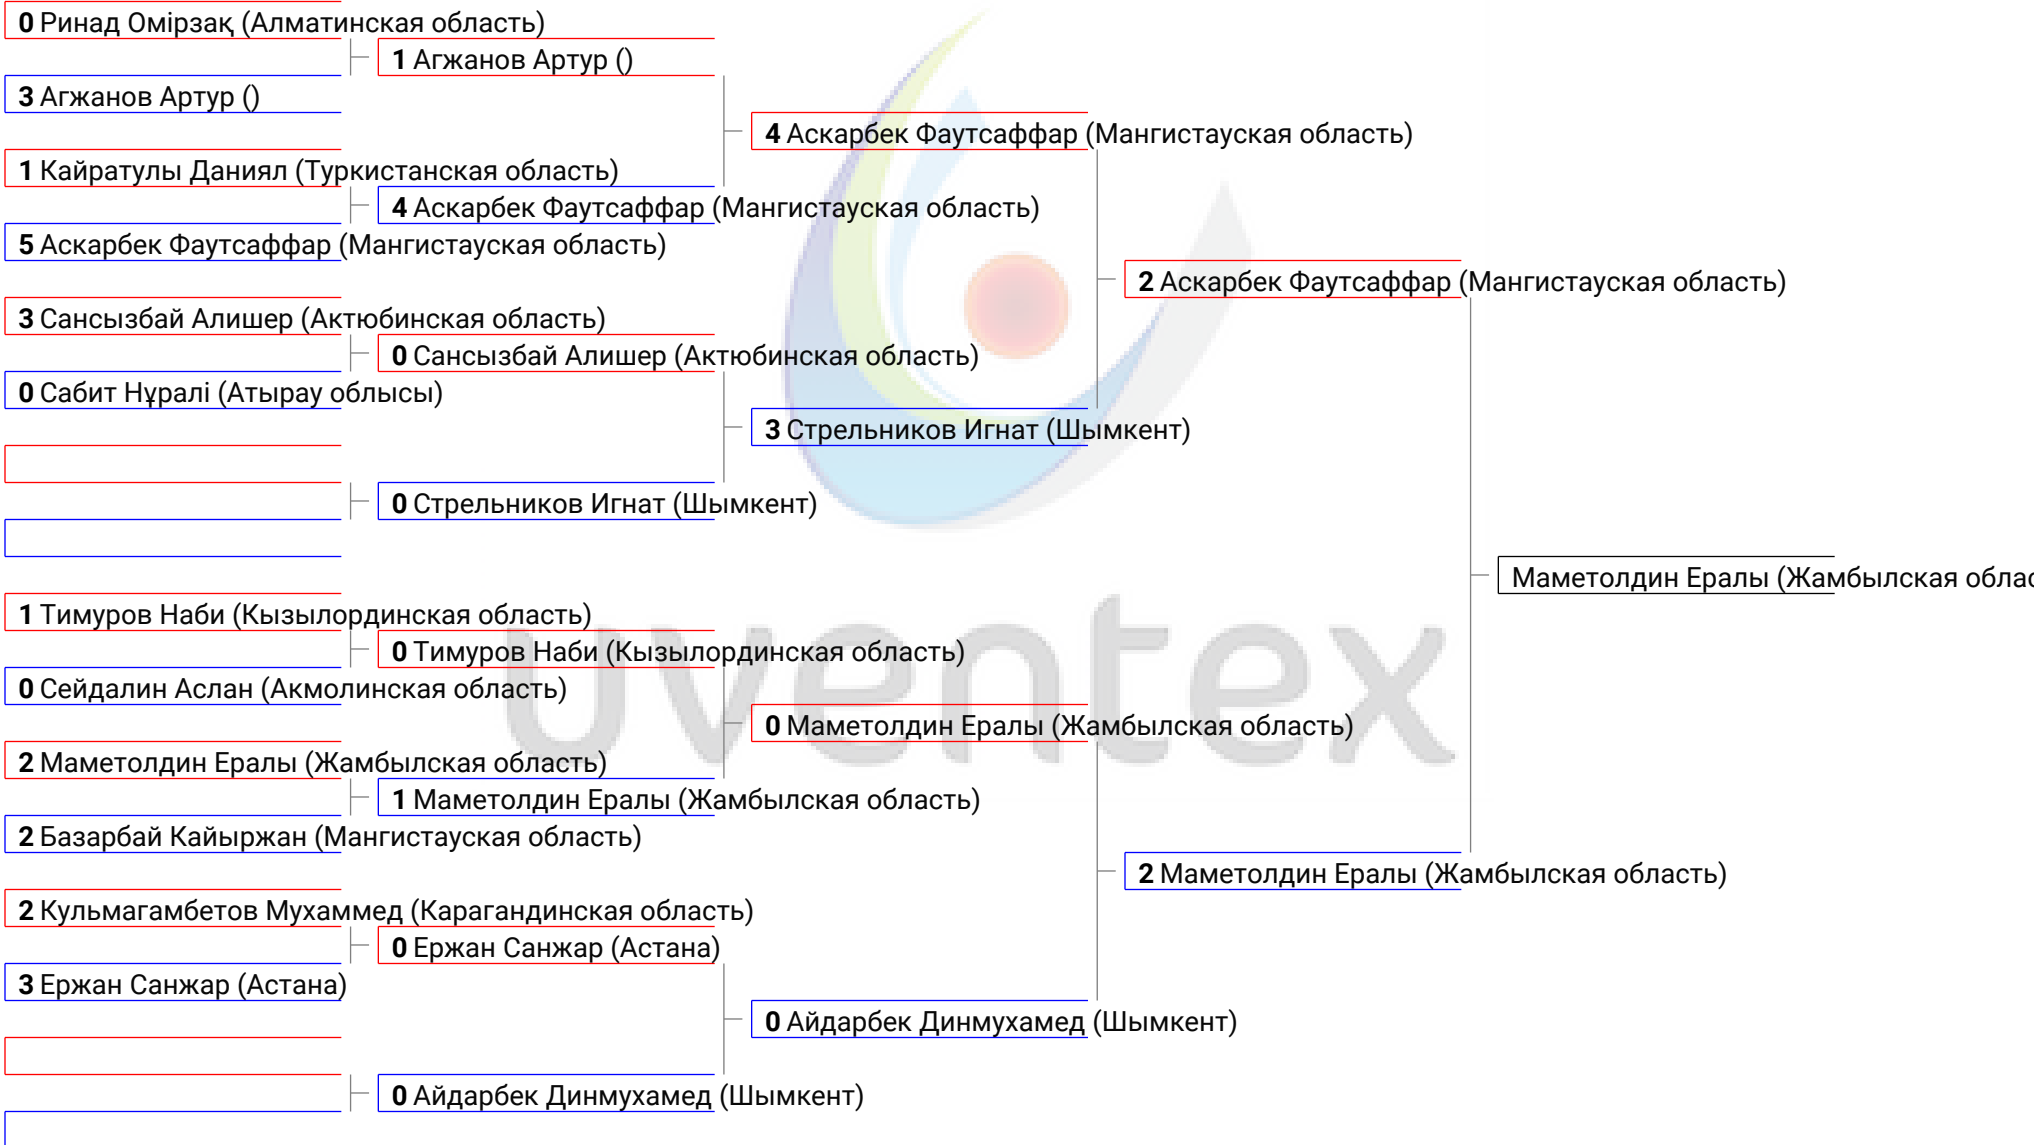 0 Ринад Омірзақ (Алматинская область)
1 Агжанов Артур ()
3 Агжанов Артур ()
4 Аскарбек Фаутсаффар (Мангистауская область)
1 Кайратулы Даниял (Туркистанская область)
4 Аскарбек Фаутсаффар (Мангистауская область)
5 Аскарбек Фаутсаффар (Мангистауская область)
2 Аскарбек Фаутсаффар (Мангистауская область)
3 Сансызбай Алишер (Актюбинская область)
0 Сансызбай Алишер (Актюбинская область)
0 Сабит Нұралі (Атырау облысы)
3 Стрельников Игнат (Шымкент)
0 Стрельников Игнат (Шымкент)
Маметолдин Ералы (Жамбылская облас
1 Тимуров Наби (Кызылординская область)
0 Тимуров Наби (Кызылординская область)
0 Сейдалин Аслан (Акмолинская область)
uventex
0 Маметолдин Ералы (Жамбылская область)
2 Маметолдин Ералы (Жамбылская область)
1 Маметолдин Ералы (Жамбылская область)
2 Базарбай Кайыржан (Мангистауская область)
2 Маметолдин Ералы (Жамбылская область)
2 Кульмагамбетов Мухаммед (Карагандинская область)
0 Ержан Санжар (Астана)
3 Ержан Санжар (Астана)
0 Айдарбек Динмухамед (Шымкент)
0 Айдарбек Динмухамед (Шымкент)